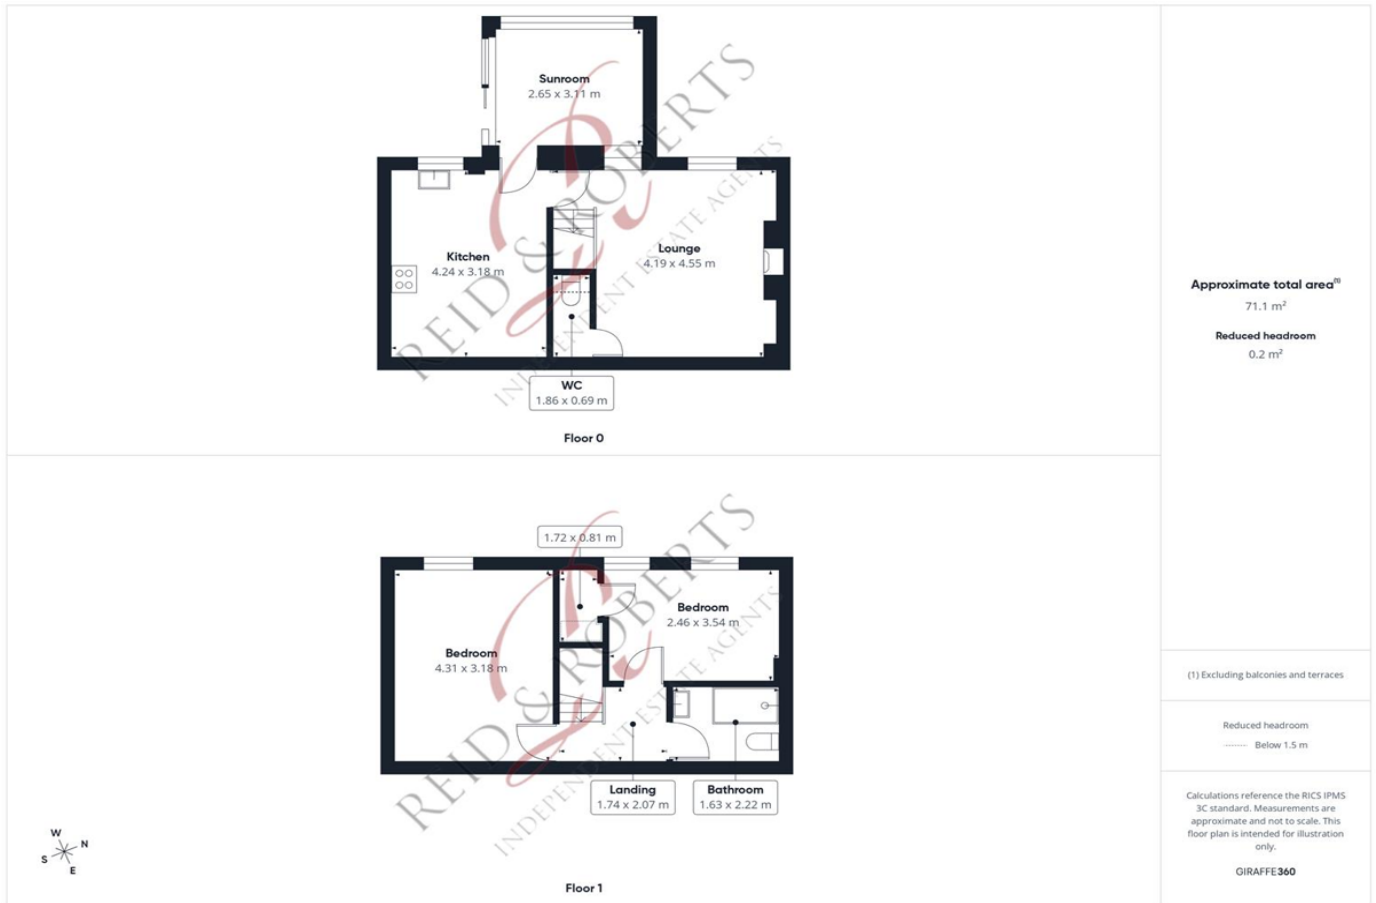 Sunroom
2.65 x 3.11 m
Kitchen
4.24 x 3.18 m
Lounge
4.19 x 4.55 m
WC
1.86 x 0.69 m
Floor 0
REID & ROBERTS
INDEPENDENT ESTATE AGENTS
Approximate total area(1)
71.1 m²
Reduced headroom
0.2 m²
1.72 x 0.81 m
Bedroom
4.31 x 3.18 m
Bedroom
2.46 x 3.54 m
Landing
1.74 x 2.07 m
Bathroom
1.63 x 2.22 m
Floor 1
REID & ROBERTS
INDEPENDENT ESTATE AGENTS
W
N
S
E
(1) Excluding balconies and terraces
Reduced headroom
Below 1.5 m
Calculations reference the RICS IPMS
3C standard. Measurements are
approximate and not to scale. This
floor plan is intended for illustration
only.
GIRAFFE360